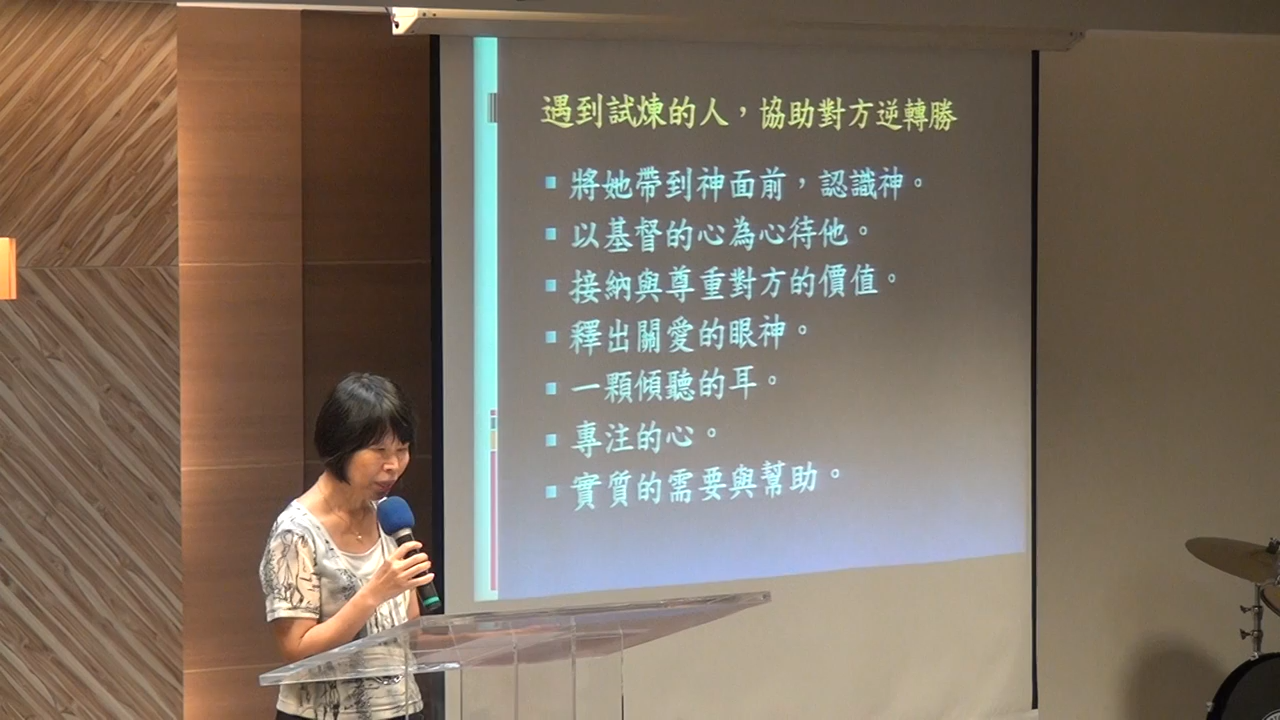 遇到試煉的人，協助對方逆轉勝
將她帶到神面前，認識神。
以基督的心為心待他。
接納與尊重對方的價值。
釋出關愛的眼神。
一顆傾聽的耳。
專注的心。
實質的需要與幫助。